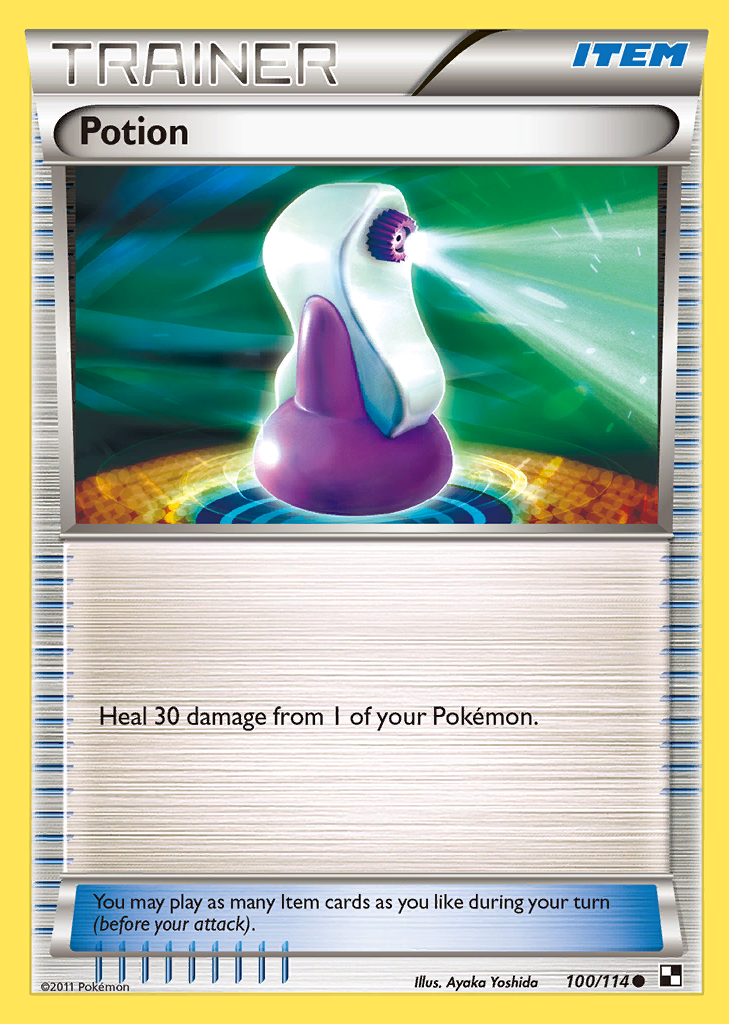 TRAINER
ITEM
Potion
Heal 30 damage from 1 of your Pokémon.
You may play as many Item cards as you like during your turn
(before your attack).
©2011 Pokémon
Illus. Ayaka Yoshida
100/114